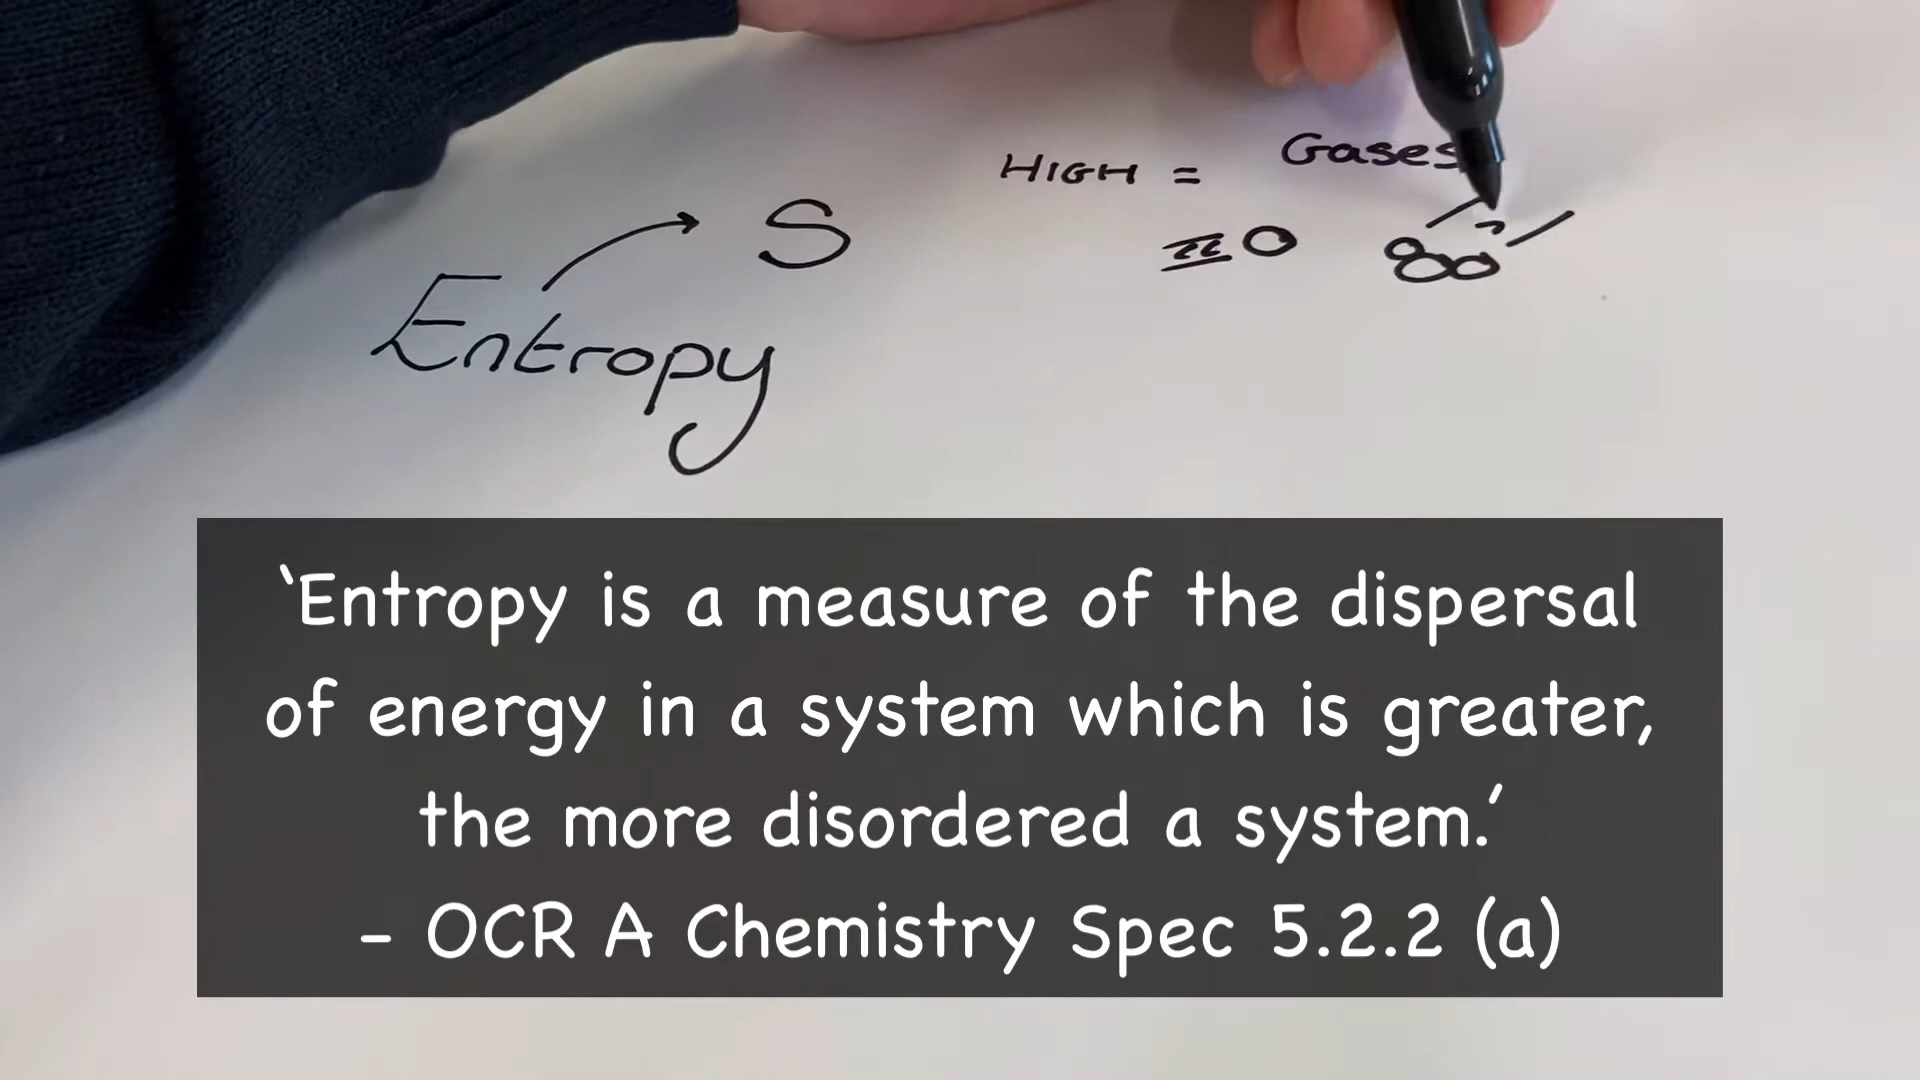 HIGH = Gases
S
Entropy
‘Entropy is a measure of the dispersal
of energy in a system which is greater,
the more disordered a system.’
– OCR A Chemistry Spec 5.2.2 (a)